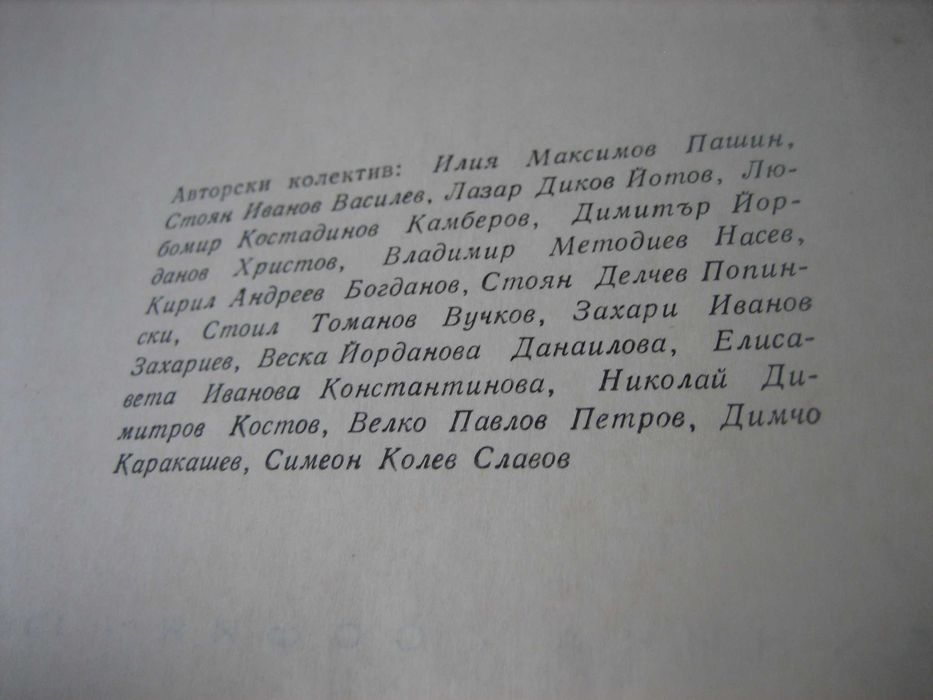 Авторски колектив: Илия Максимов Пашин,
Стоян Иванов Василев, Лазар Диков Йотов, Лю-
бомир Костадинов Камберов, Димитър Йор-
данов Христов, Владимир Методиев Насев,
Кирил Андреев Богданов, Стоян Делчев Попин-
ски, Стоил Томанов Вучков, Захари Иванов
Захариев, Веска Йорданова Данаилова, Елиса-
вета Иванова Константинова, Николай Ди-
митров Костов, Велко Павлов Петров, Димчо
Каракашев, Симеон Колев Славов